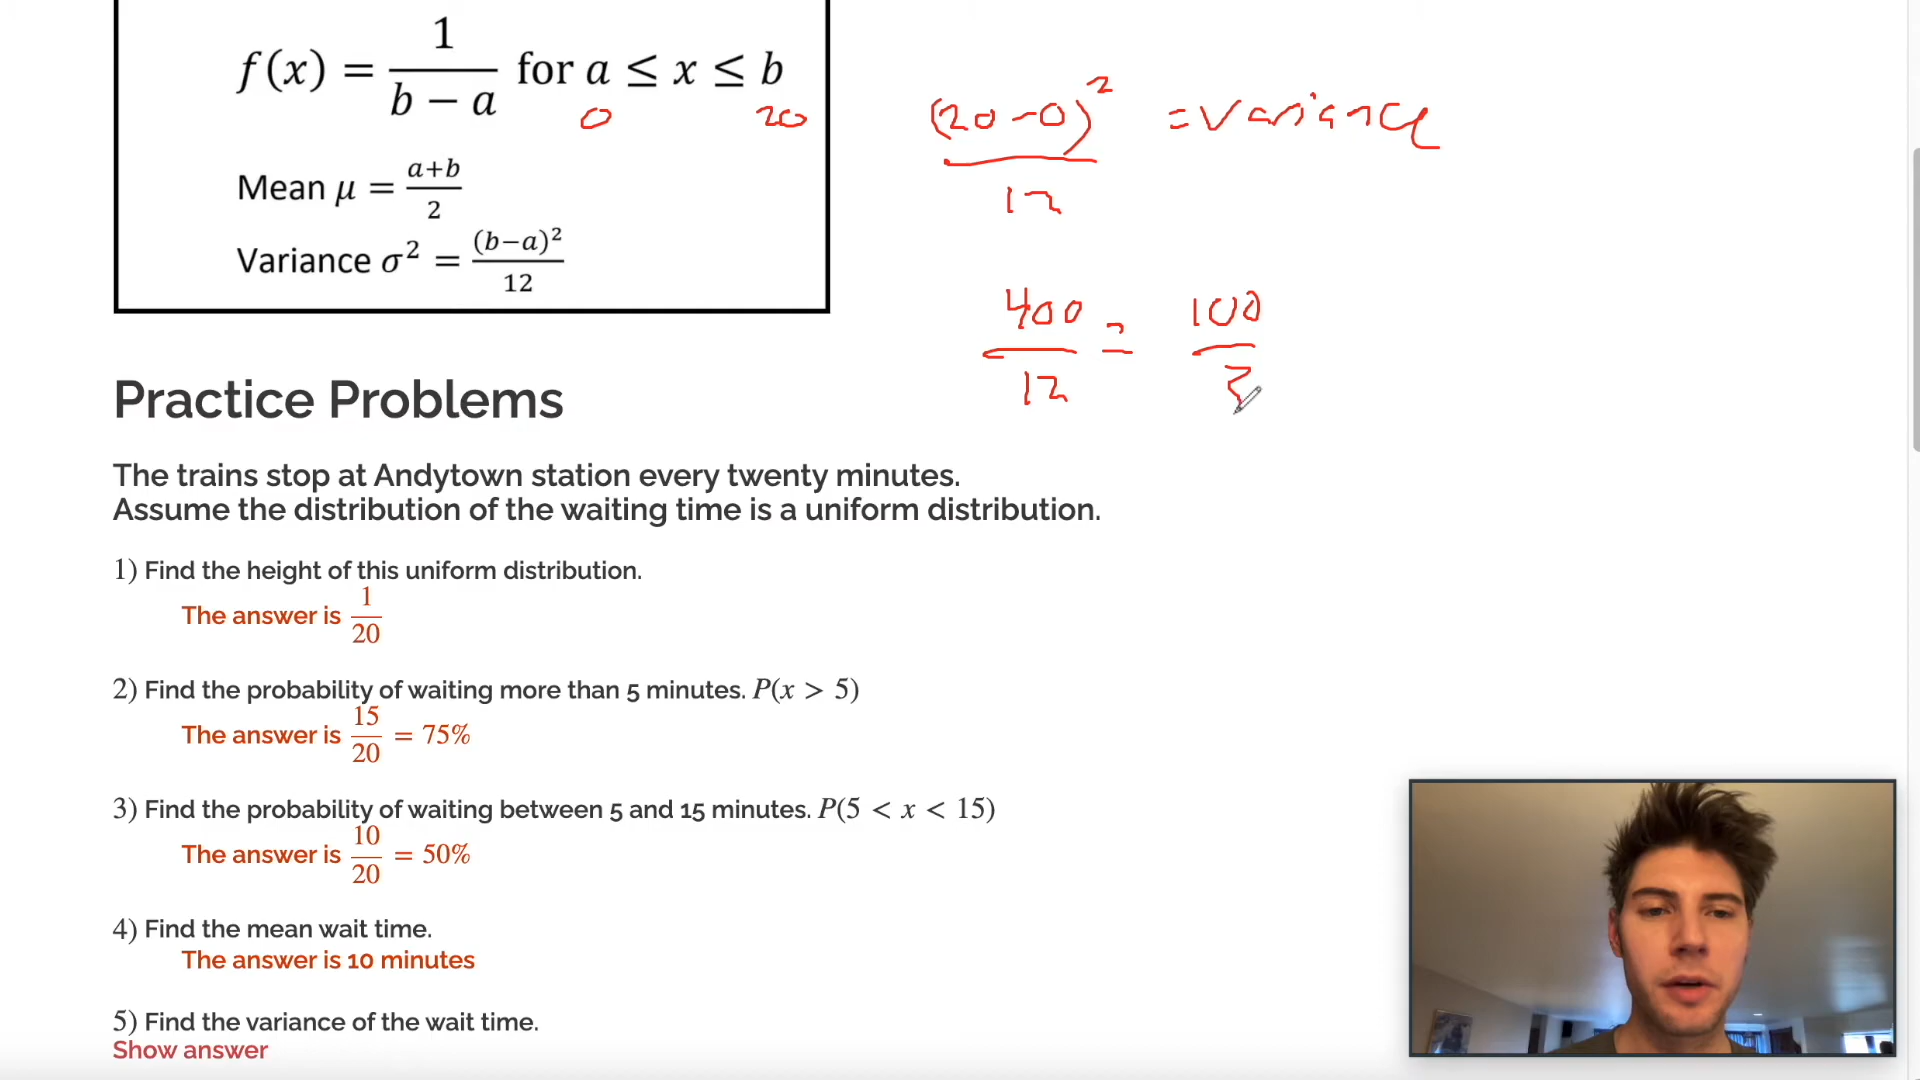 f(x) = 1/(b − a) for a ≤ x ≤ b
0 20
Mean μ = (a+b)/2
Variance σ² = (b−a)²/12
(20-0)²/12 = Variance
400/12 = 100/3
Practice Problems
The trains stop at Andytown station every twenty minutes.
Assume the distribution of the waiting time is a uniform distribution.
1) Find the height of this uniform distribution.
The answer is 1/20
2) Find the probability of waiting more than 5 minutes. P(x > 5)
The answer is 15/20 = 75%
3) Find the probability of waiting between 5 and 15 minutes. P(5 < x < 15)
The answer is 10/20 = 50%
4) Find the mean wait time.
The answer is 10 minutes
5) Find the variance of the wait time.
Show answer